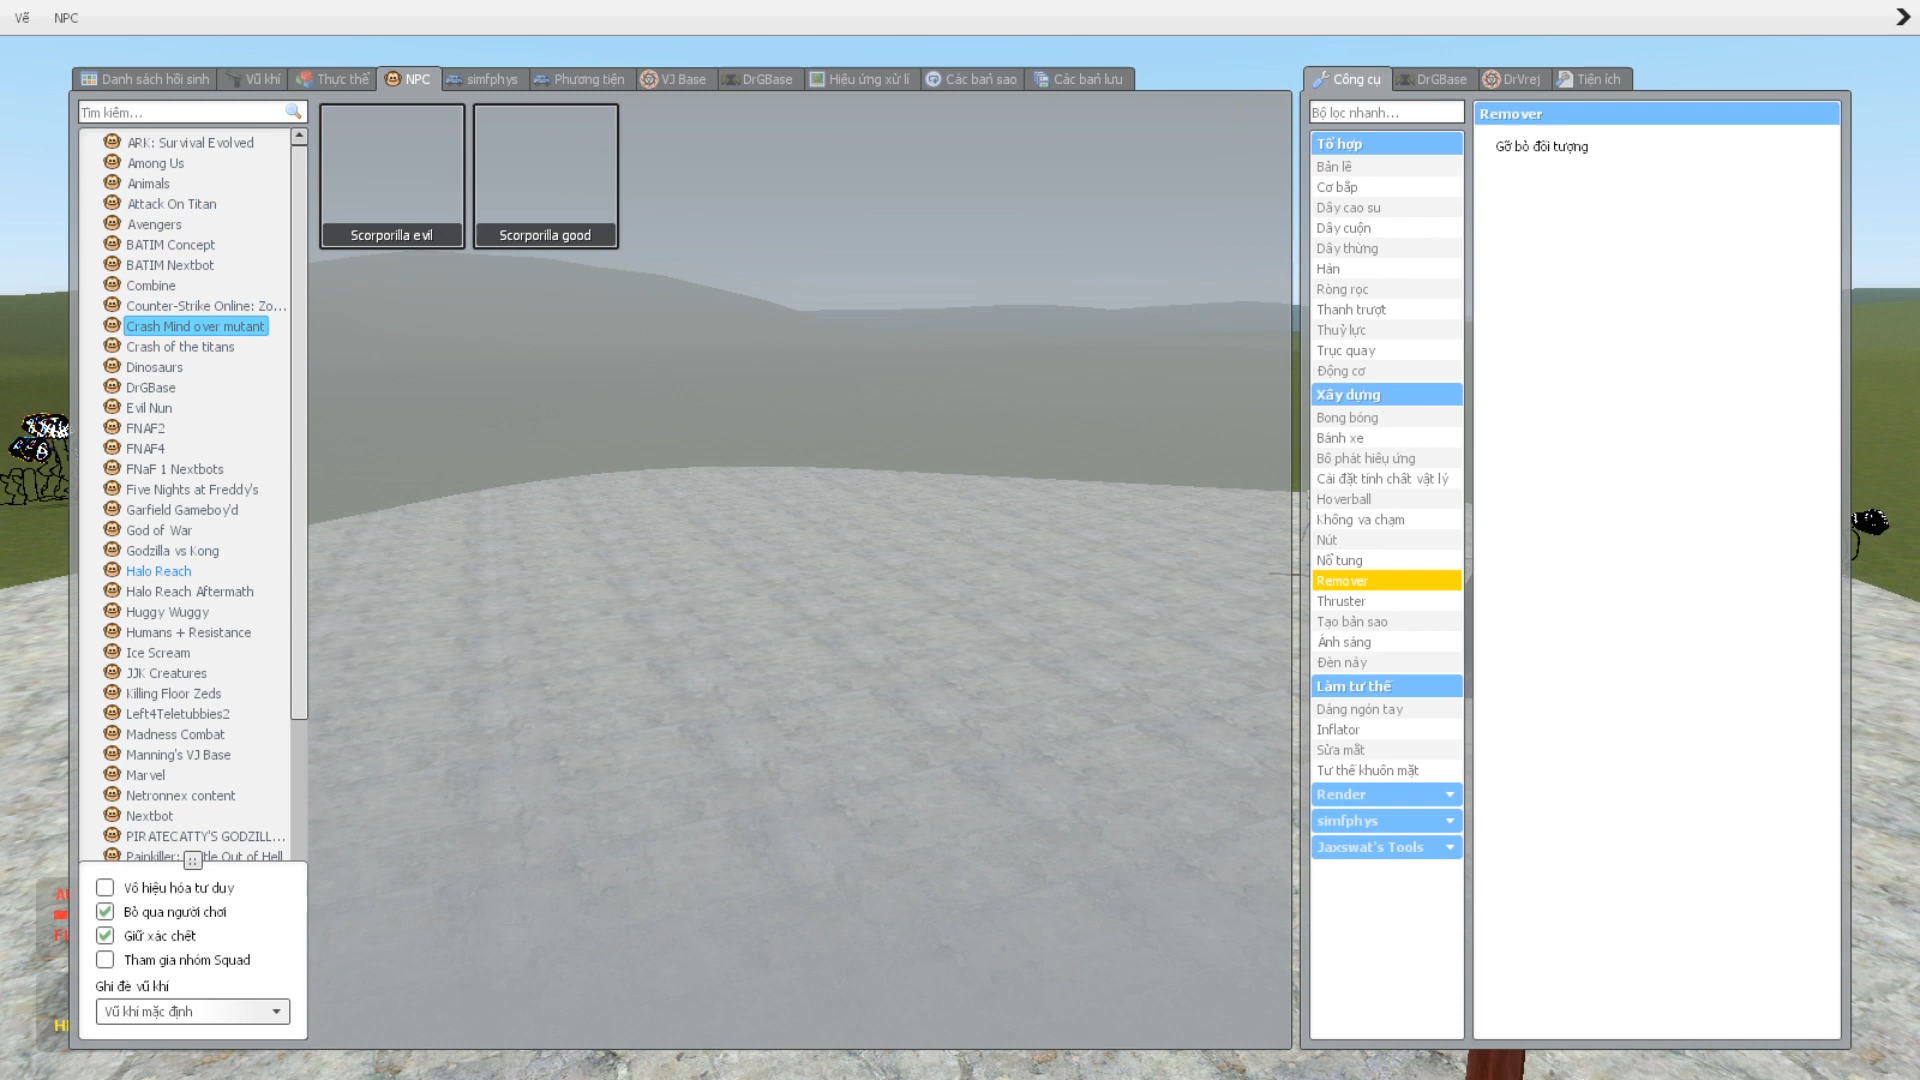 Vẽ NPC
Danh sách hồi sinh Vũ khí Thực thể NPC simfphys Phương tiện VJ Base DrGBase Hiệu ứng xử lí Các bản sao Các bản lưu
Tìm kiếm...
ARK: Survival Evolved
Among Us
Animals
Attack On Titan
Avengers
BATIM Concept
BATIM Nextbot
Combine
Counter-Strike Online: Zo...
Crash Mind over mutant
Crash of the titans
Dinosaurs
DrGBase
Evil Nun
FNAF2
FNAF4
FNaF 1 Nextbots
Five Nights at Freddy's
Garfield Gameboy'd
God of War
Godzilla vs Kong
Halo Reach
Halo Reach Aftermath
Huggy Wuggy
Humans + Resistance
Ice Scream
JJK Creatures
Killing Floor Zeds
Left4Teletubbies2
Madness Combat
Manning's VJ Base
Marvel
Netronnex content
Nextbot
PIRATECATTY'S GODZILL...
Painkiller: tle Out of Hell
Vô hiệu hóa tư duy
Bỏ qua người chơi
Giữ xác chết
Tham gia nhóm Squad
Ghi đè vũ khí
Vũ khí mặc định
Scorporilla evil
Scorporilla good
Công cụ DrGBase DrVrej Tiện ích
Bộ lọc nhanh...
Tổ hợp
Bản lề
Cơ bắp
Dây cao su
Dây cuộn
Dây thừng
Hàn
Ròng rọc
Thanh trượt
Thuỷ lực
Trục quay
Động cơ
Xây dựng
Bong bóng
Bánh xe
Bộ phát hiệu ứng
Cài đặt tính chất vật lý
Hoverball
Không va chạm
Nút
Nổ tung
Remover
Thruster
Tạo bản sao
Ánh sáng
Đèn này
Làm tư thế
Dáng ngón tay
Inflator
Sửa mắt
Tư thế khuôn mặt
Render
simfphys
Jaxswat's Tools
Remover
Gỡ bỏ đối tượng